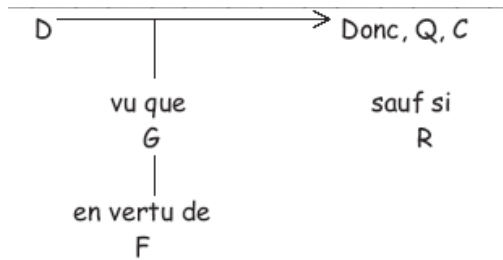 D Donc, Q, C
vu que sauf si
G R
en vertu de
F